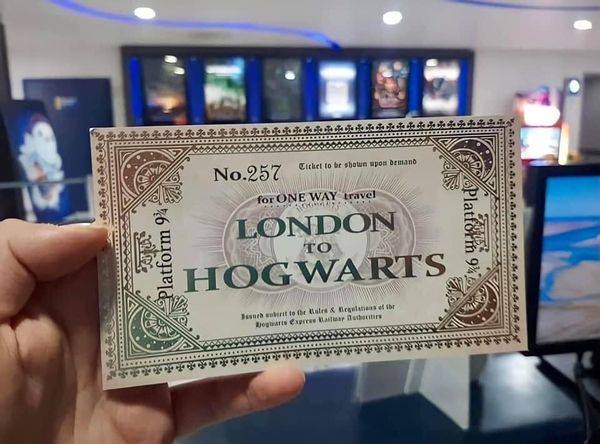 No.257
Ticket to be shown upon demand
for ONE WAY travel
LONDON
TO
HOGWARTS
Issued subject to the Rules & Regulations of the
Hogwarts Express Railway Authorities
Platform 9¾
Platform 9¾